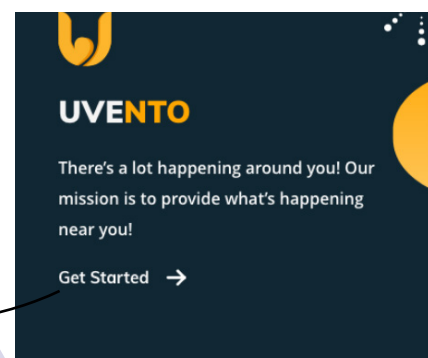 UVENTO
There's a lot happening around you! Our
mission is to provide what's happening
near you!
Get Started →